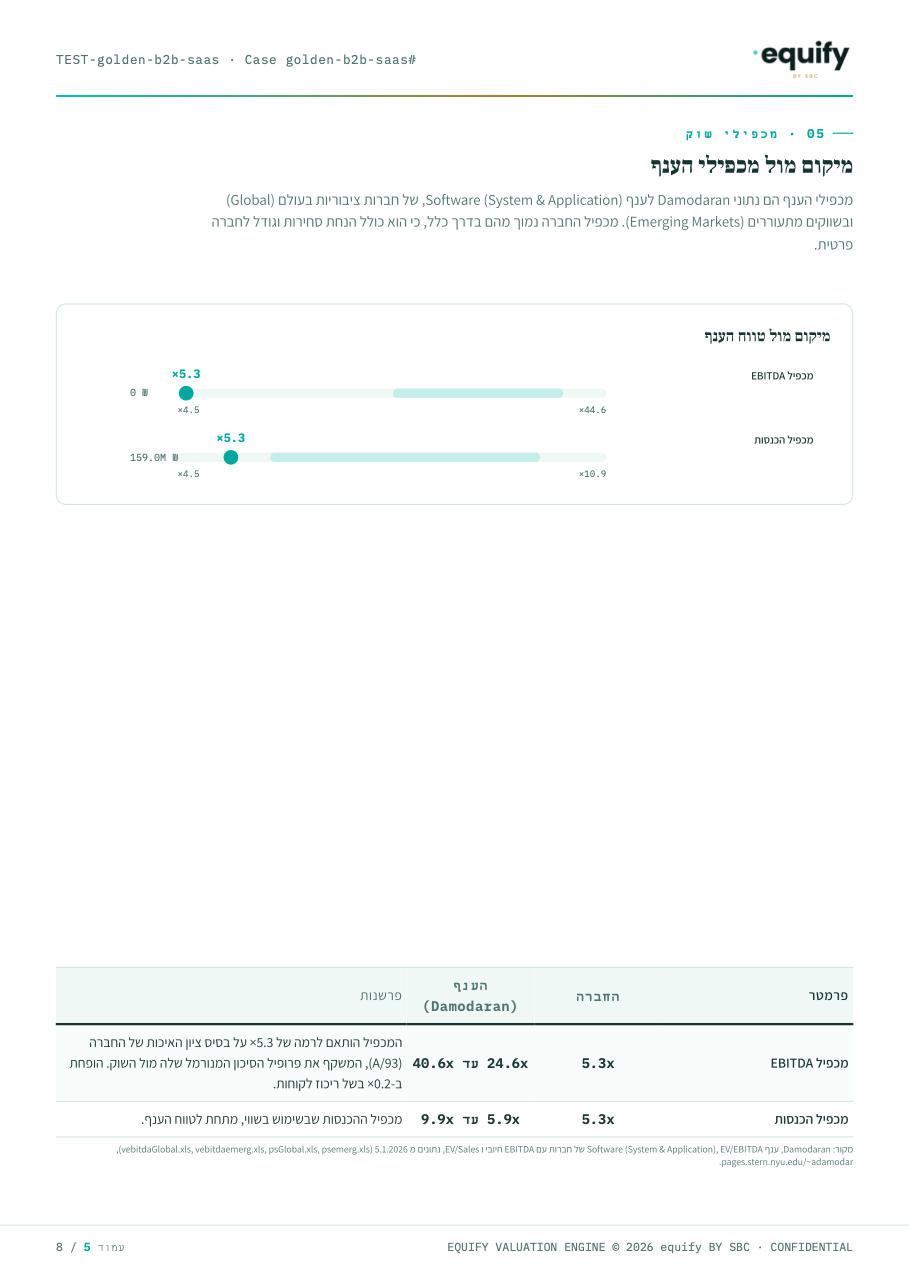 equify
BY SBC
TEST-golden-b2b-saas · Case golden-b2b-saas#
05 · מכפילי שוק
מיקום מול מכפילי הענף
מכפילי הענף הם נתוני Damodaran לענף Software (System & Application), של חברות ציבוריות בעולם (Global)
ובשווקים מתעוררים (Emerging Markets). מכפיל החברה נמוך מהם בדרך כלל, כי הוא כולל הנחת סחירות וגודל לחברה
פרטית.
מיקום מול טווח הענף
×5.3
מכפיל EBITDA
0 ₪
×4.5
×44.6
×5.3
מכפיל הכנסות
159.0M ₪
×4.5
×10.9
פרמטר החברה הענף (Damodaran) פרשנות
מכפיל EBITDA 5.3x 24.6x עד 40.6x המכפיל הותאם לרמה של 5.3× על בסיס ציון האיכות של החברה
(A/93), המשקף את פרופיל הסיכון המנורמל שלה מול השוק. הופחת
ב-0.2× בשל ריכוז לקוחות.
מכפיל הכנסות 5.3x 5.9x עד 9.9x מכפיל ההכנסות שבשימוש בשווי, מתחת לטווח הענף.
מקור: Damodaran, ענף Software (System & Application), EV/EBITDA של חברות עם EBITDA חיובי ו EV/Sales, נתונים מ 5.1.2026 (vebitdaGlobal.xls, vebitdaemerg.xls, psGlobal.xls, psemerg.xls),
pages.stern.nyu.edu/~adamodar.
EQUIFY VALUATION ENGINE © 2026 equify BY SBC · CONFIDENTIAL
עמוד 5 / 8